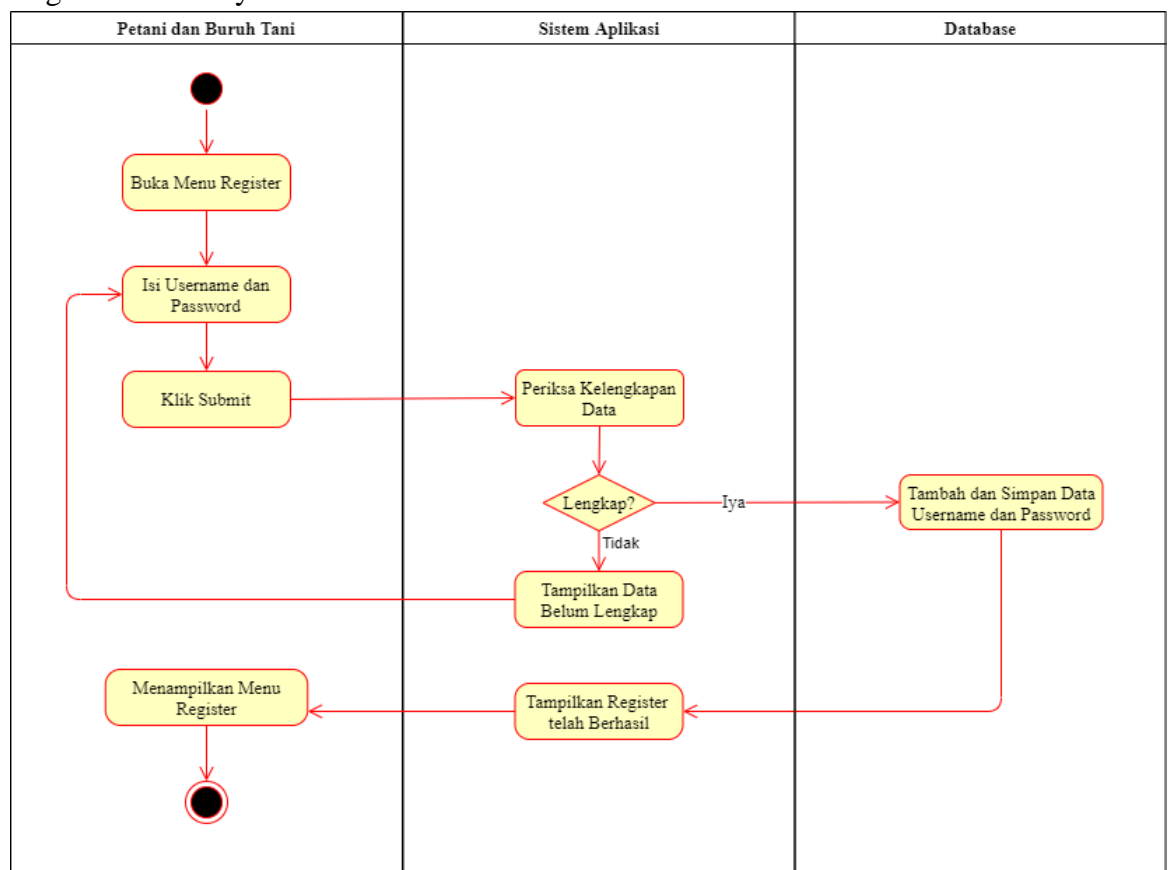 Petani dan Buruh Tani
Sistem Aplikasi
Database
Buka Menu Register
Isi Username dan
Password
Klik Submit
Periksa Kelengkapan
Data
Lengkap?
Iya
Tambah dan Simpan Data
Username dan Password
Tidak
Tampilkan Data
Belum Lengkap
Menampilkan Menu
Register
Tampilkan Register
telah Berhasil